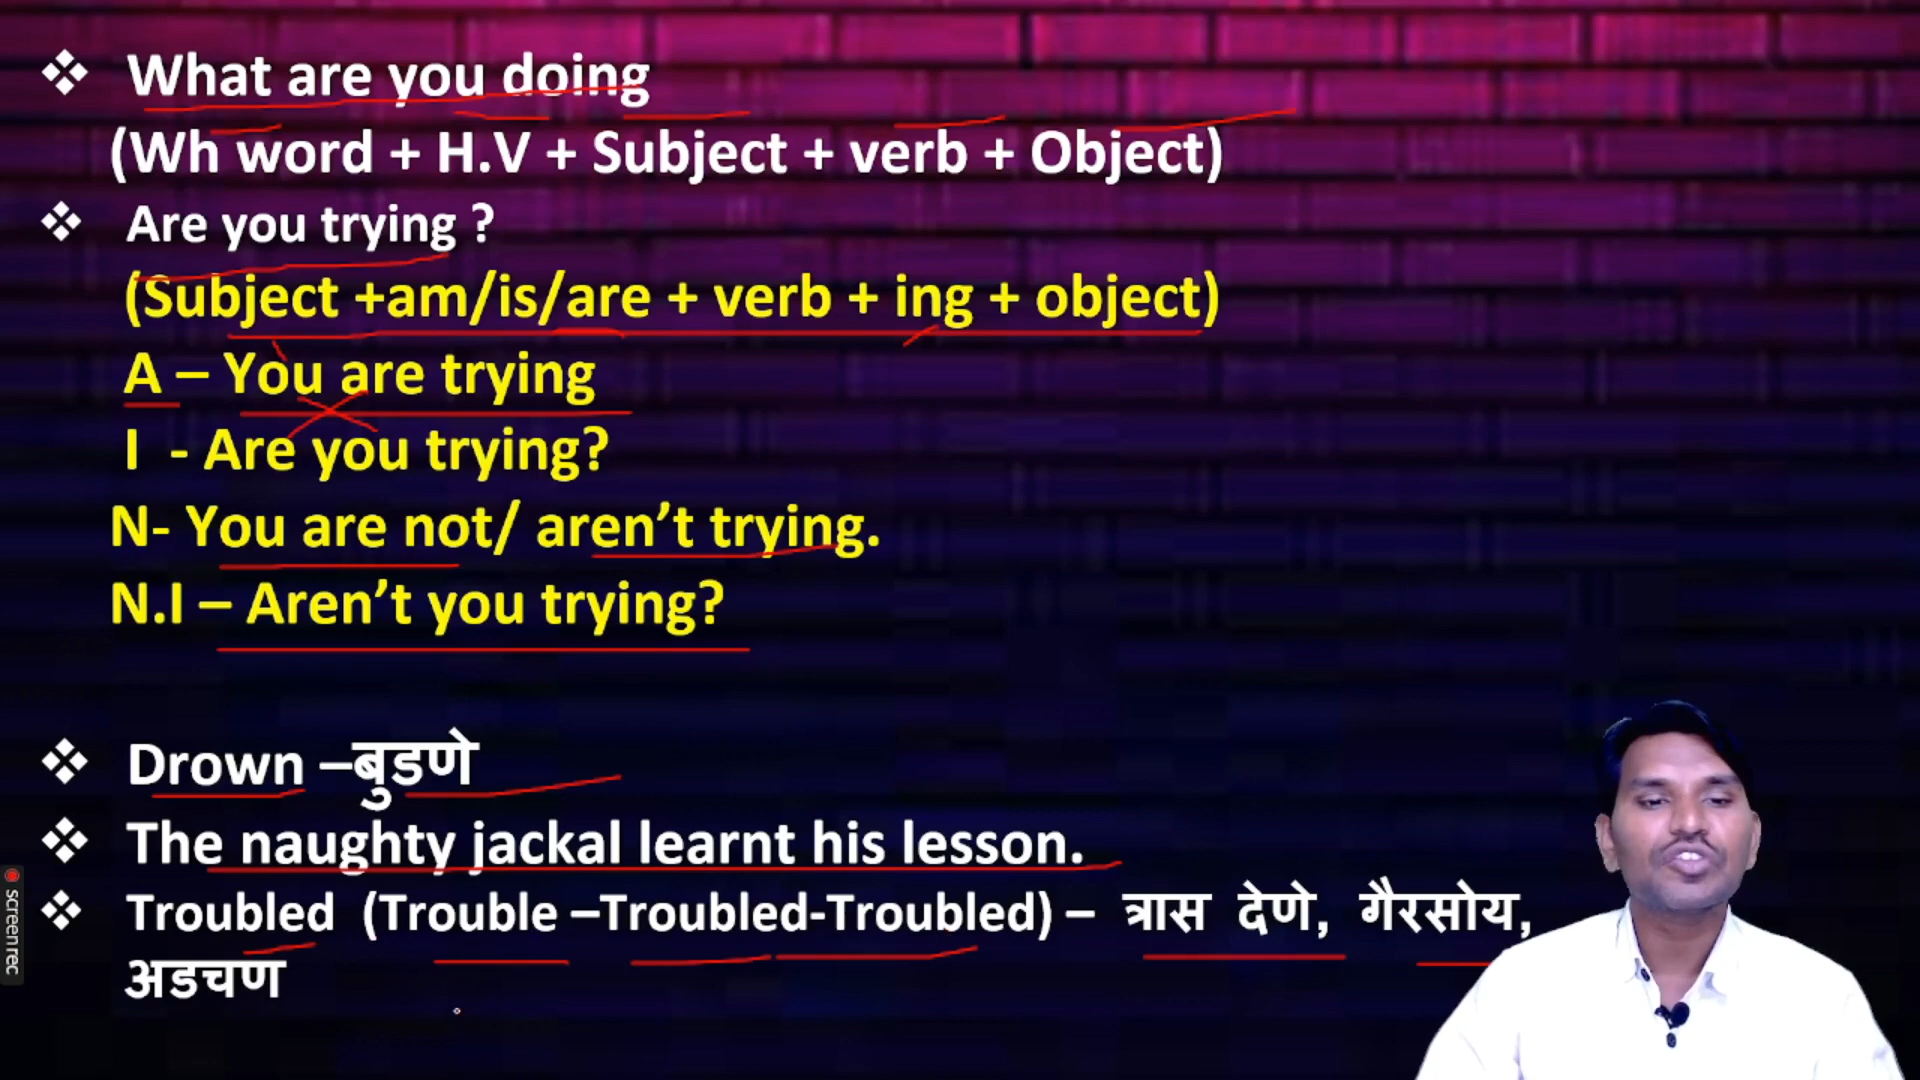 ❖ What are you doing
(Wh word + H.V + Subject + verb + Object)
❖ Are you trying ?
(Subject +am/is/are + verb + ing + object)
A – You are trying
I - Are you trying?
N- You are not/ aren’t trying.
N.I – Aren’t you trying?
❖ Drown –बुडणे
❖ The naughty jackal learnt his lesson.
❖ Troubled (Trouble –Troubled-Troubled) – त्रास देणे, गैरसोय,
अडचण
screenrec